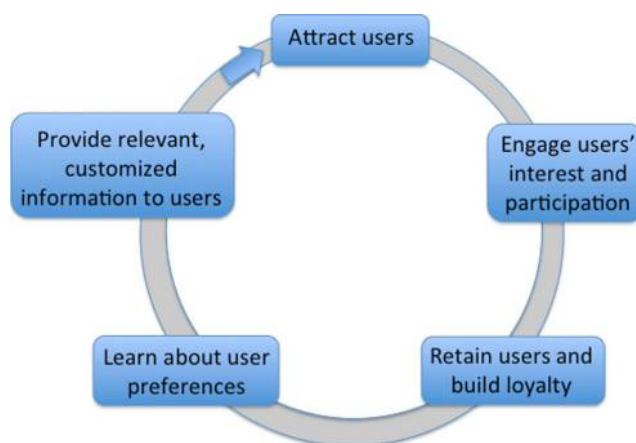 Attract users
Engage users’
interest and
participation
Retain users and
build loyalty
Learn about user
preferences
Provide relevant,
customized
information to users